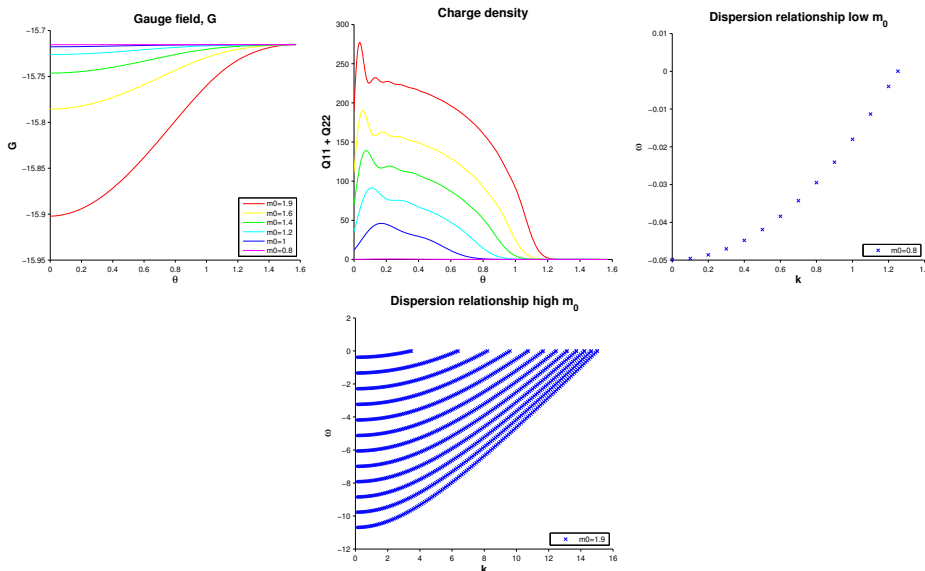 Gauge field, G
−15.7
−15.75
−15.8
−15.85
−15.9
−15.95
G
0 0.2 0.4 0.6 0.8 1 1.2 1.4 1.6
θ
m0=1.9
m0=1.6
m0=1.4
m0=1.2
m0=1
m0=0.8
Charge density
350
300
250
200
150
100
50
0
Q11 + Q22
0 0.2 0.4 0.6 0.8 1 1.2 1.4 1.6
θ
Dispersion relationship low m0
0.01
0
−0.01
−0.02
−0.03
−0.04
−0.05
ω
0 0.2 0.4 0.6 0.8 1 1.2 1.4
k
m0=0.8
Dispersion relationship high m0
2
0
−2
−4
−6
−8
−10
−12
ω
0 2 4 6 8 10 12 14 16
k
m0=1.9